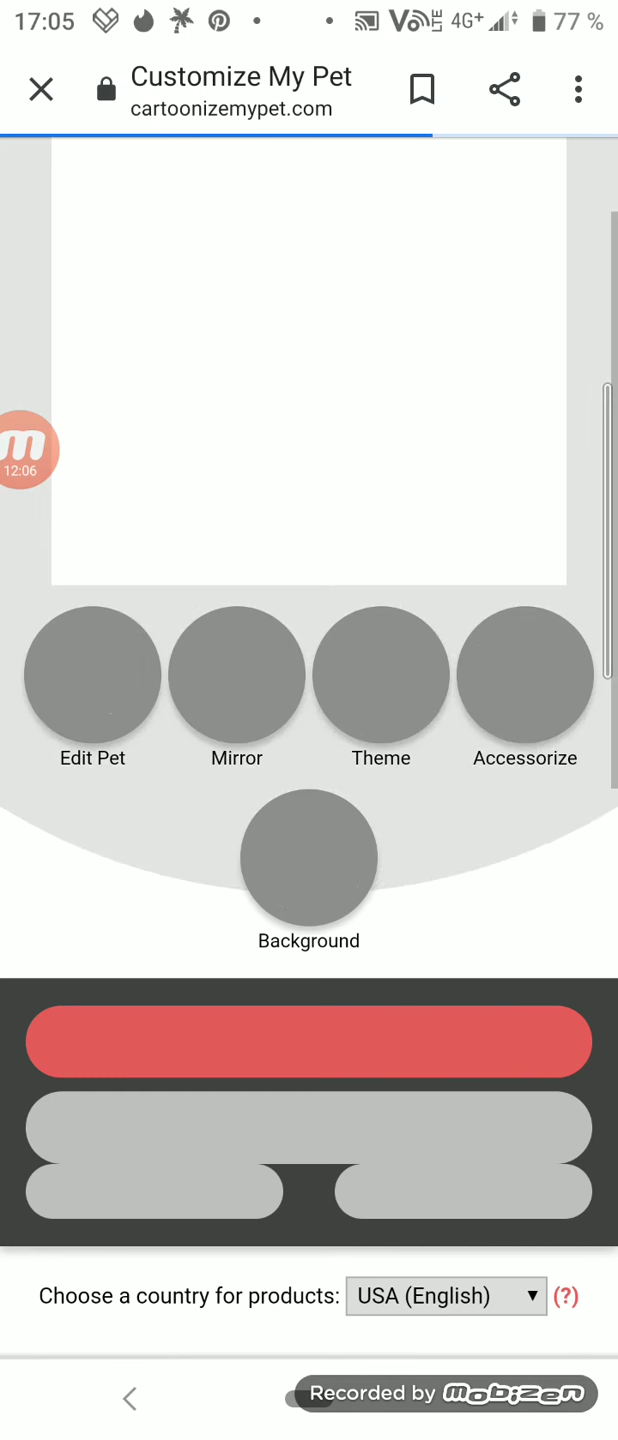 17:05
4G+
77 %
Customize My Pet
cartoonizemypet.com
m
12:06
Edit Pet
Mirror
Theme
Accessorize
Background
Choose a country for products: USA (English) (?)
Recorded by mobizen